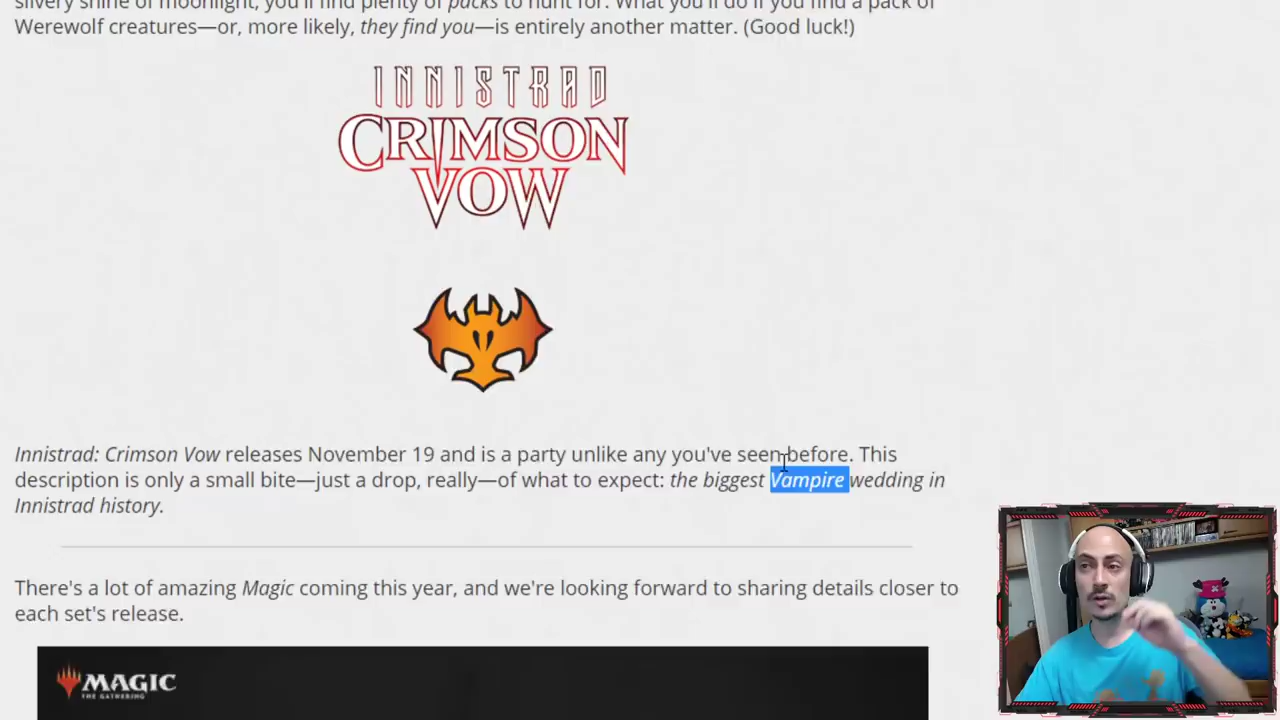 silvery shine of moonlight, you'll find plenty of packs to hunt for. What you'll do if you find a pack of
Werewolf creatures—or, more likely, they find you—is entirely another matter. (Good luck!)
INNISTRAD
CRIMSON
VOW
Innistrad: Crimson Vow releases November 19 and is a party unlike any you've seen before. This
description is only a small bite—just a drop, really—of what to expect: the biggest Vampire wedding in
Innistrad history.
There's a lot of amazing Magic coming this year, and we're looking forward to sharing details closer to
each set's release.
MAGIC
THE GATHERING